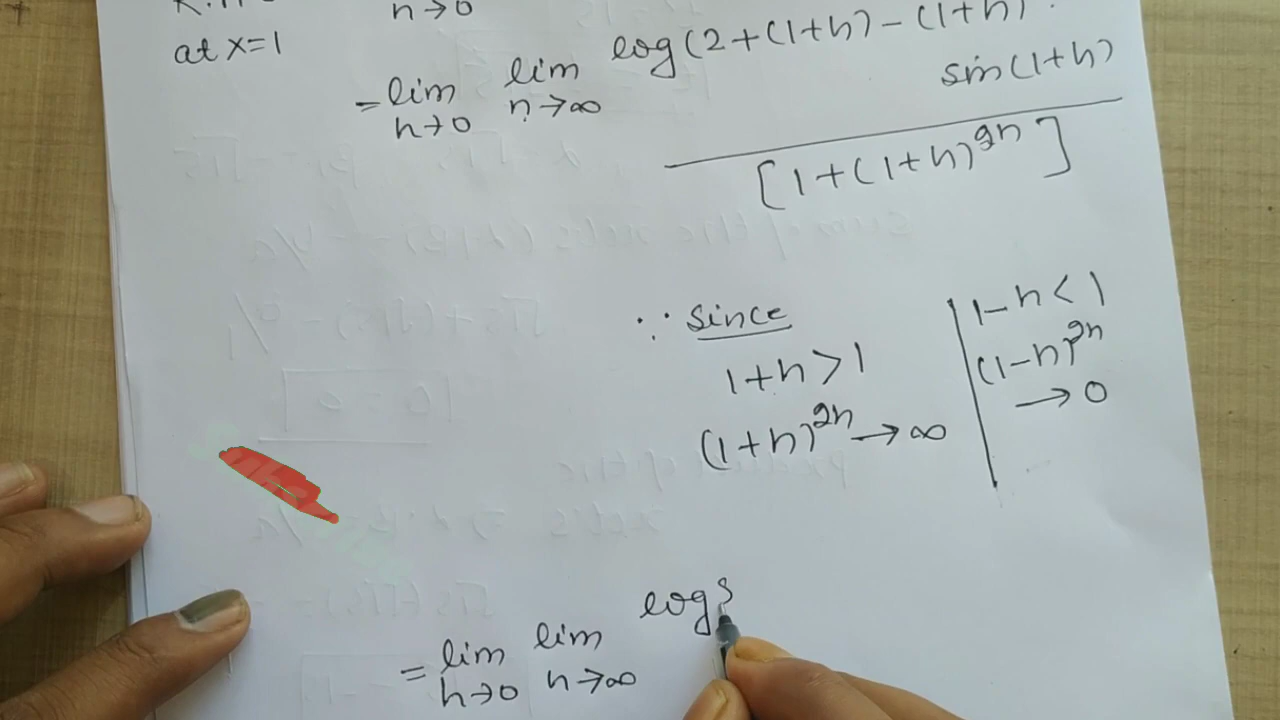 h→0
at x=1
= lim lim log(2+(1+h)-(1+h)
h→0 n→∞ sin(1+h)
[1+(1+h)^2n]
∵ since
1+h>1
(1+h)^2n→∞
1-h<1
(1-h)^2n
→0
= lim lim log3
h→0 n→∞